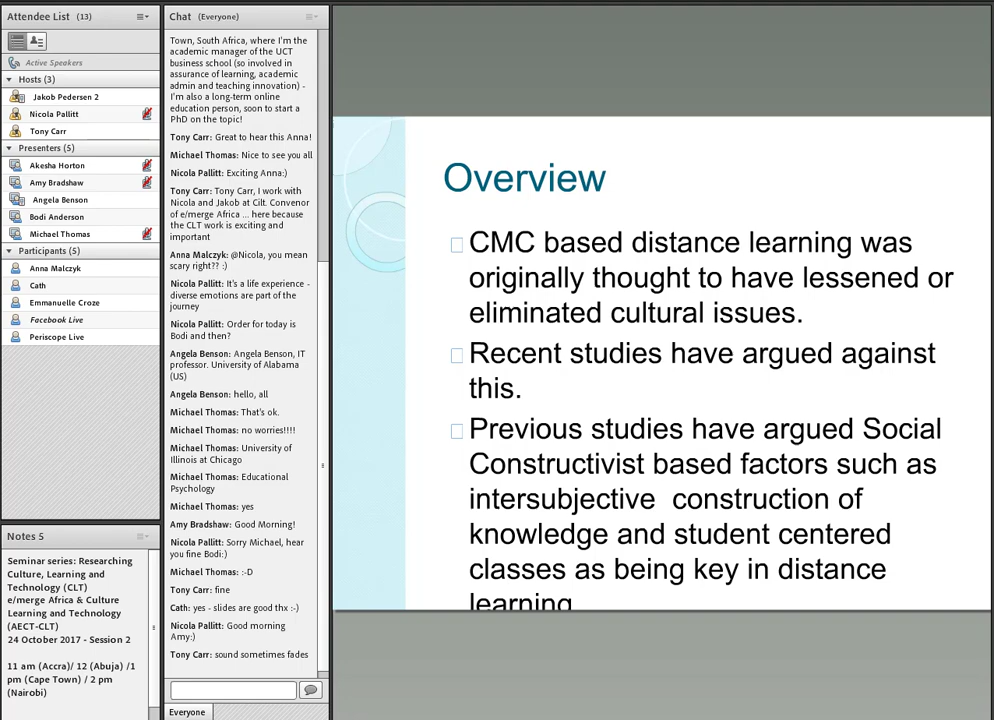 Attendee List (13)
Active Speakers
Hosts (3)
Jakob Pedersen 2
Nicola Pallitt
Tony Carr
Presenters (5)
Akesha Horton
Amy Bradshaw
Angela Benson
Bodi Anderson
Michael Thomas
Participants (5)
Anna Malczyk
Cath
Emmanuelle Croze
Facebook Live
Periscope Live
Notes 5
Seminar series: Researching
Culture, Learning and
Technology (CLT)
e/merge Africa & Culture
Learning and Technology
(AECT-CLT)
24 October 2017 - Session 2
11 am (Accra)/ 12 (Abuja) /1
pm (Cape Town) / 2 pm
(Nairobi)
Chat (Everyone)
Town, South Africa, where I'm the
academic manager of the UCT
business school (so involved in
assurance of learning, academic
admin and teaching innovation) -
I'm also a long-term online
education person, soon to start a
PhD on the topic!
Tony Carr: Great to hear this Anna!
Michael Thomas: Nice to see you all
Nicola Pallitt: Exciting Anna:)
Tony Carr: Tony Carr, I work with
Nicola and Jakob at Cilt. Convenor
of e/merge Africa ... here because
the CLT work is exciting and
important
Anna Malczyk: @Nicola, you mean
scary right?? :)
Nicola Pallitt: It's a life experience -
diverse emotions are part of the
journey
Nicola Pallitt: Order for today is
Bodi and then?
Angela Benson: Angela Benson, IT
professor. University of Alabama
(US)
Angela Benson: hello, all
Michael Thomas: That's ok.
Michael Thomas: no worries!!!!
Michael Thomas: University of
Illinois at Chicago
Michael Thomas: Educational
Psychology
Michael Thomas: yes
Amy Bradshaw: Good Morning!
Nicola Pallitt: Sorry Michael, hear
you fine Bodi:)
Michael Thomas: :-D
Tony Carr: fine
Cath: yes - slides are good thx :-)
Nicola Pallitt: Good morning
Amy:)
Tony Carr: sound sometimes fades
Everyone
Overview
CMC based distance learning was
originally thought to have lessened or
eliminated cultural issues.
Recent studies have argued against
this.
Previous studies have argued Social
Constructivist based factors such as
intersubjective construction of
knowledge and student centered
classes as being key in distance
learning